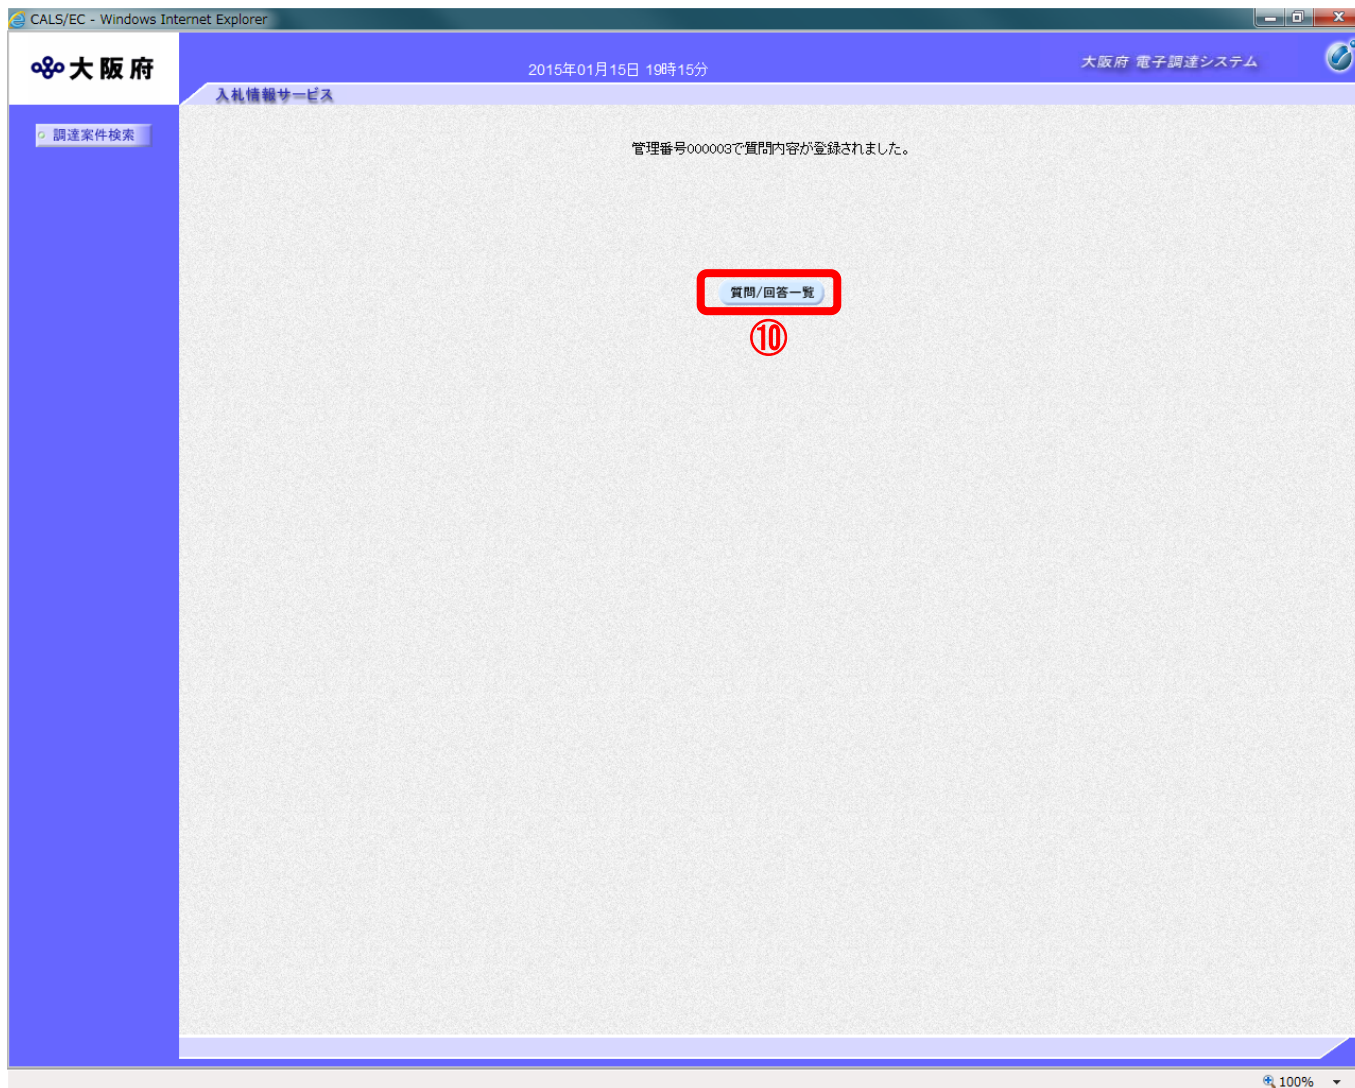 CALS/EC - Windows Internet Explorer
大阪府
2015年01月15日 19時15分
大阪府 電子調達システム
入札情報サービス
調達案件検索
管理番号000003で質問内容が登録されました。
質問/回答一覧
⑩
100%